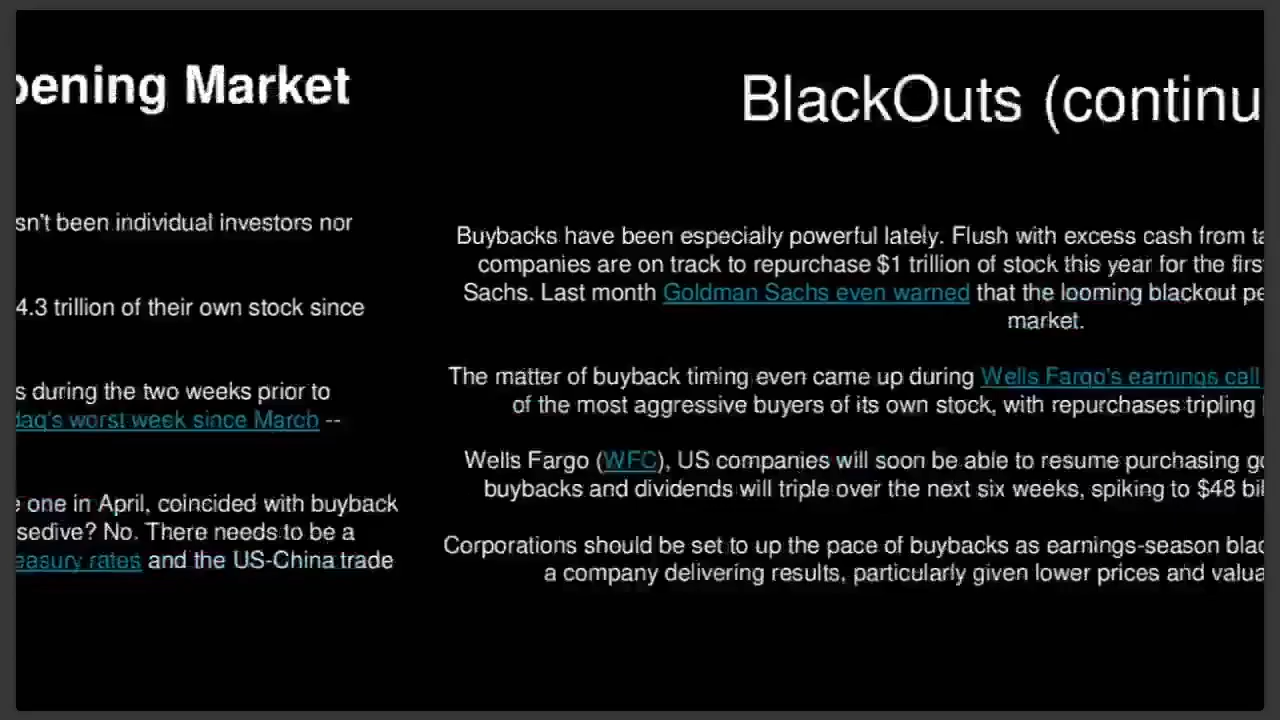 pening Market
sn't been individual investors nor
4.3 trillion of their own stock since
s during the two weeks prior to
daq's worst week since March --
e one in April, coincided with buyback
sedive? No. There needs to be a
easury rates and the US-China trade
BlackOuts (continu
Buybacks have been especially powerful lately. Flush with excess cash from ta
companies are on track to repurchase $1 trillion of stock this year for the firs
Sachs. Last month Goldman Sachs even warned that the looming blackout pe
market.
The matter of buyback timing even came up during Wells Fargo's earnings call
of the most aggressive buyers of its own stock, with repurchases tripling
Wells Fargo (WFC), US companies will soon be able to resume purchasing go
buybacks and dividends will triple over the next six weeks, spiking to $48 bil
Corporations should be set to up the pace of buybacks as earnings-season blac
a company delivering results, particularly given lower prices and valua